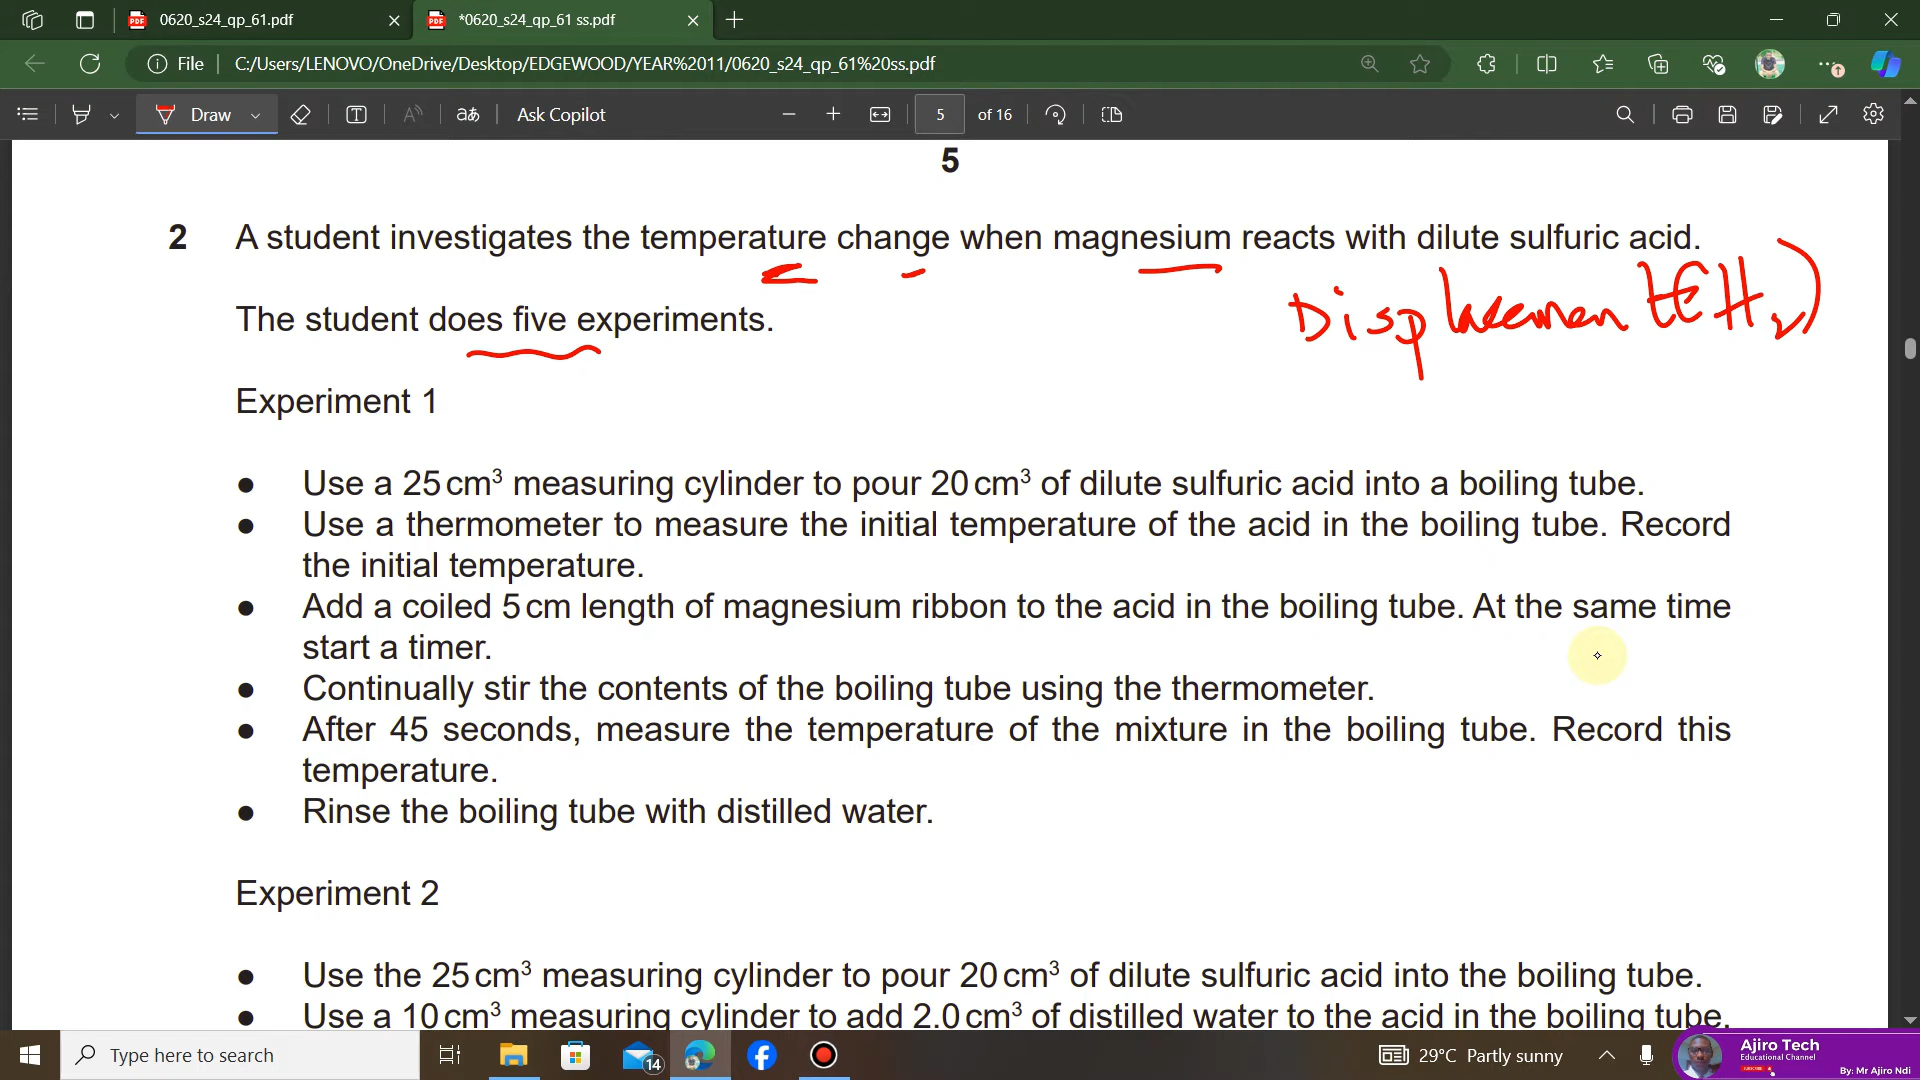 0620_s24_qp_61.pdf
*0620_s24_qp_61 ss.pdf
File
C:/Users/LENOVO/OneDrive/Desktop/EDGEWOOD/YEAR%2011/0620_s24_qp_61%20ss.pdf
Draw
T
A
aあ
Ask Copilot
5
of 16
5
2 A student investigates the temperature change when magnesium reacts with dilute sulfuric acid.
Displacement (H₂)
The student does five experiments.
Experiment 1
● Use a 25 cm³ measuring cylinder to pour 20 cm³ of dilute sulfuric acid into a boiling tube.
● Use a thermometer to measure the initial temperature of the acid in the boiling tube. Record
the initial temperature.
● Add a coiled 5 cm length of magnesium ribbon to the acid in the boiling tube. At the same time
start a timer.
● Continually stir the contents of the boiling tube using the thermometer.
● After 45 seconds, measure the temperature of the mixture in the boiling tube. Record this
temperature.
● Rinse the boiling tube with distilled water.
Experiment 2
● Use the 25 cm³ measuring cylinder to pour 20 cm³ of dilute sulfuric acid into the boiling tube.
● Use a 10 cm³ measuring cylinder to add 2.0 cm³ of distilled water to the acid in the boiling tube.
Type here to search
14
29°C Partly sunny
Ajiro Tech
Educational Channel
SUBSCRIBE
By: Mr Ajiro Ndi